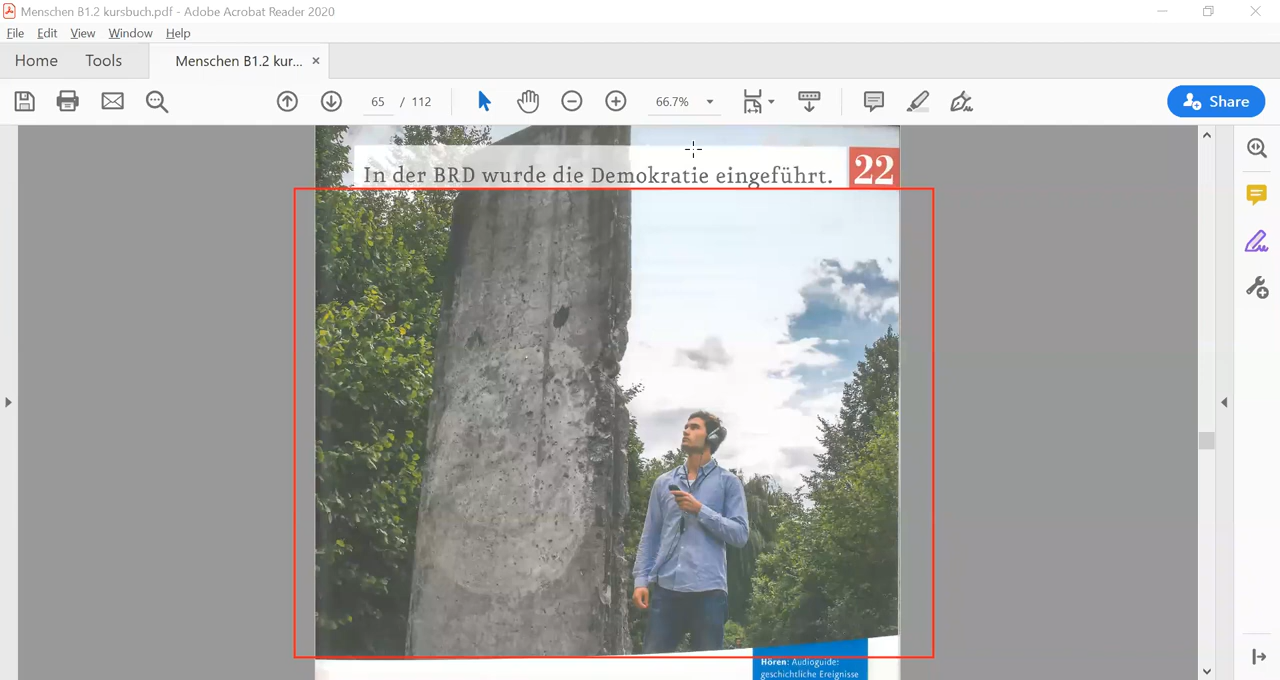 Menschen B1.2 kursbuch.pdf - Adobe Acrobat Reader 2020
File Edit View Window Help
Home Tools Menschen B1.2 kur... ×
65 / 112 66.7% Share
In der BRD wurde die Demokratie eingeführt. 22
Hören: Audioguide:
geschichtliche Ereignisse